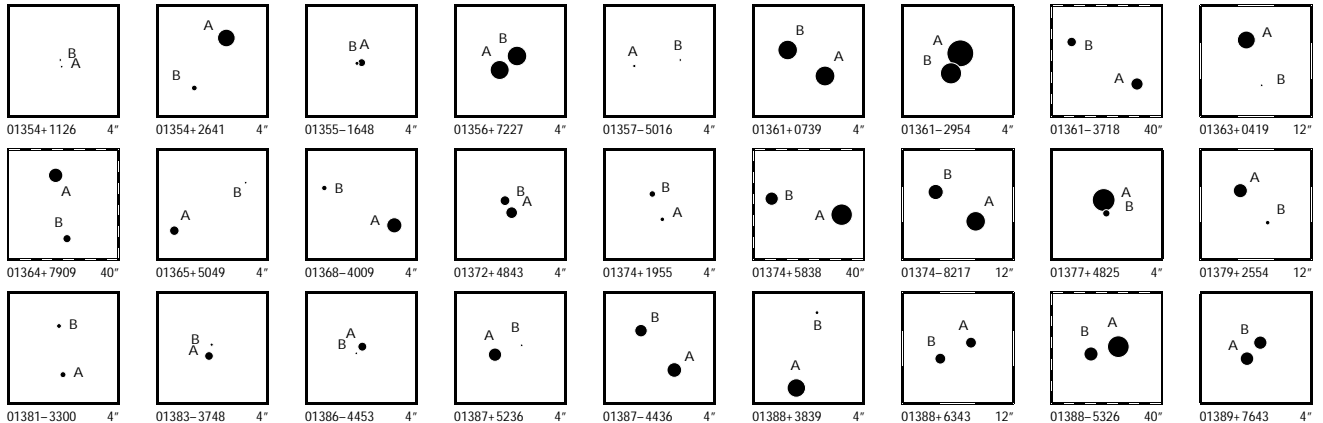 B
A
A
B
B A
B
A
A
B
B
A
A
B
B
A
A
B
01354+1126 4″
01354+2641 4″
01355−1648 4″
01356+7227 4″
01357−5016 4″
01361+0739 4″
01361−2954 4″
01361−3718 40″
01363+0419 12″
A
B
B
A
B
A
B
A
B
A
B
A
B
A
A
B
A
B
01364+7909 40″
01365+5049 4″
01368−4009 4″
01372+4843 4″
01374+1955 4″
01374+5838 40″
01374−8217 12″
01377+4825 4″
01379+2554 12″
B
A
B
A
A
B
B
A
B
A
B
A
A
B
A
B
B
A
01381−3300 4″
01383−3748 4″
01386−4453 4″
01387+5236 4″
01387−4436 4″
01388+3839 4″
01388+6343 12″
01388−5326 40″
01389+7643 4″